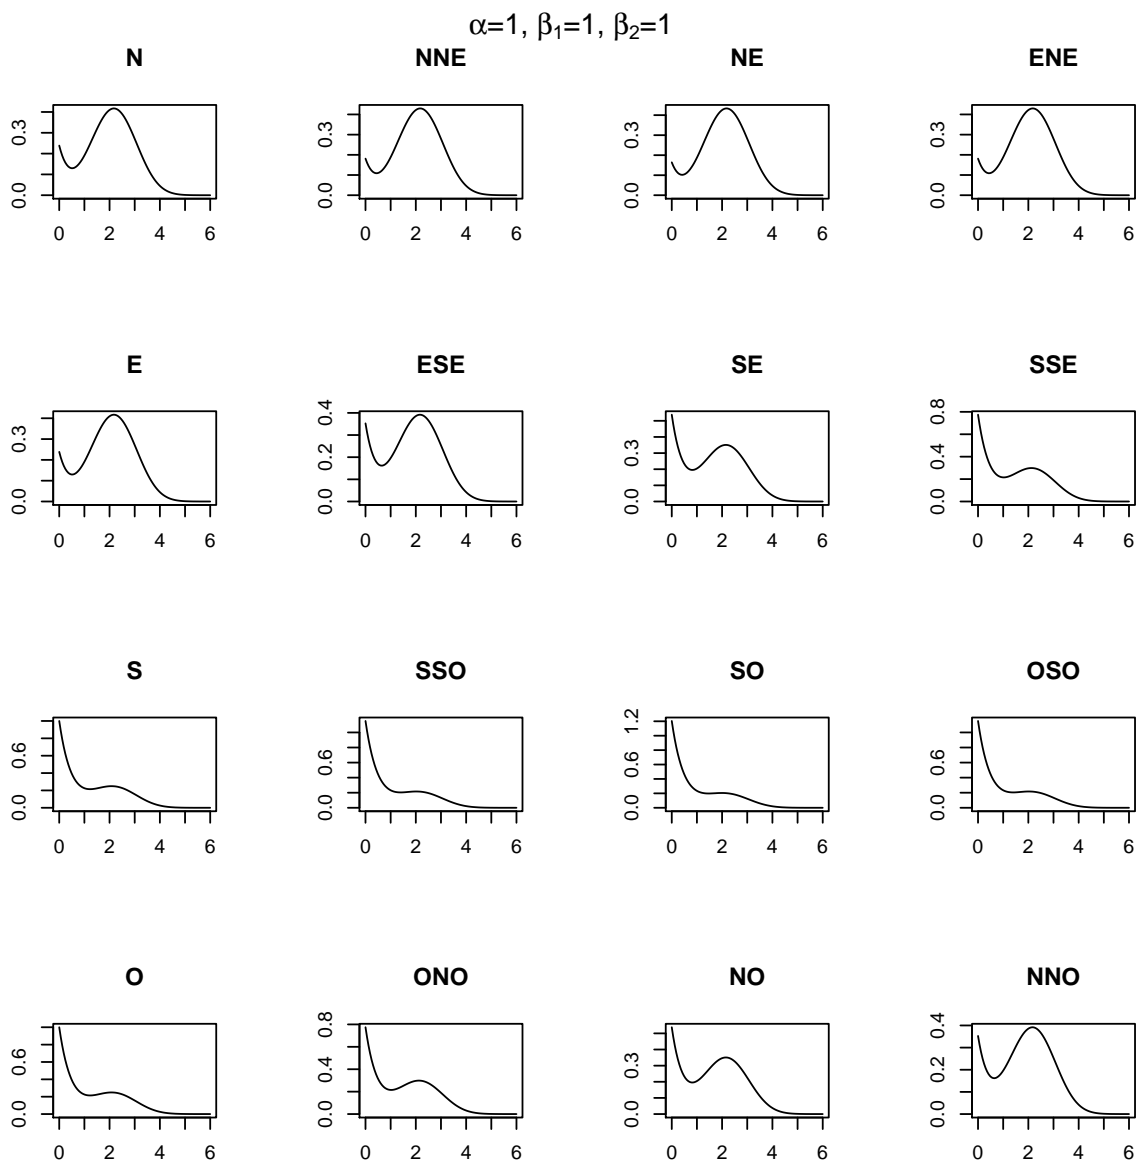 α=1, β₁=1, β₂=1
N NNE NE ENE
0.3 0.3 0.3 0.3
0.0 0.0 0.0 0.0
0 2 4 6 0 2 4 6 0 2 4 6 0 2 4 6
E ESE SE SSE
0.3 0.4 0.3 0.8
0.0 0.2 0.0 0.4
0.0 0.0
0 2 4 6 0 2 4 6 0 2 4 6 0 2 4 6
S SSO SO OSO
0.6 0.6 1.2 0.6
0.0 0.0 0.6 0.0
0.0
0 2 4 6 0 2 4 6 0 2 4 6 0 2 4 6
O ONO NO NNO
0.6 0.8 0.3 0.4
0.0 0.4 0.0 0.2
0.0 0.0
0 2 4 6 0 2 4 6 0 2 4 6 0 2 4 6